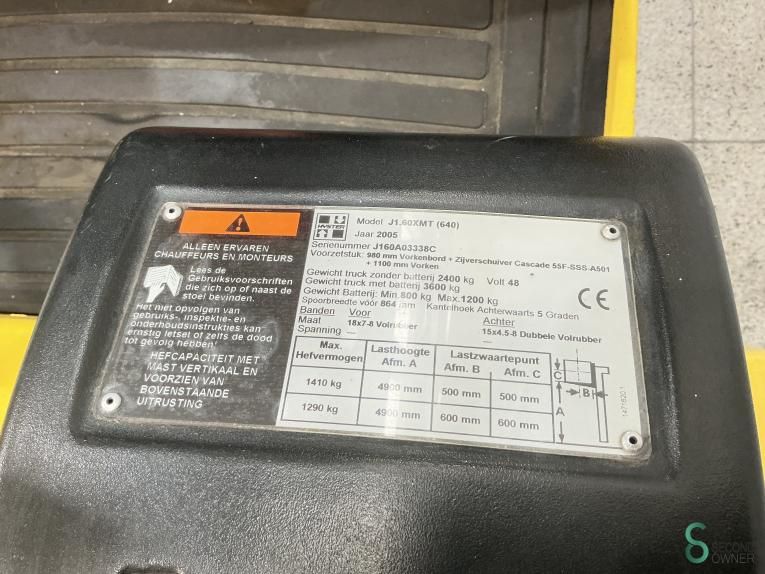 ALLEEN ERVAREN
CHAUFFEURS EN MONTEURS
Lees de
Gebruiksvoorschriften
die zich op of naast de
stoel bevinden.
Het niet opvolgen van
gebruiks-, inspektie- en
onderhoudsinstrukties kan
ernstig letsel of zelfs de dood
tot gevolg hebben
HEFCAPACITEIT MET
MAST VERTIKAAL EN
VOORZIEN VAN
BOVENSTAANDE
UITRUSTING
HYSTER
Model J1.60XMT (640)
Jaar 2005
Serienummer J160A03338C
Voorzetstuk: 980 mm Vorkenbord + Zijverschuiver Cascade 55F-SSS-A501
+ 1100 mm Vorken
Gewicht truck zonder batterij 2400 kg Volt 48
Gewicht truck met batterij 3600 kg
Gewicht Batterij: Min.800 kg Max.1200 kg
Spoorbreedte vóór 864 mm Kantelhoek Achterwaarts 5 Graden
Banden Voor Achter
Maat 18x7-8 Volrubber 15x4.5-8 Dubbele Volrubber
Spanning — —
CE
Max. Hefvermogen Lasthoogte Afm. A Lastzwaartepunt Afm. B Afm. C
1410 kg 4900 mm 500 mm 500 mm
1290 kg 4900 mm 600 mm 600 mm
C
B
A
1471620.1
SECOND
OWNER